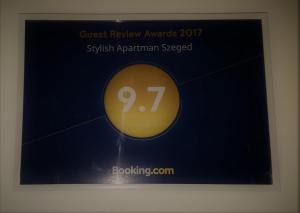 Guest Review Awards 2017
Stylish Apartman Szeged
9.7
Booking.com